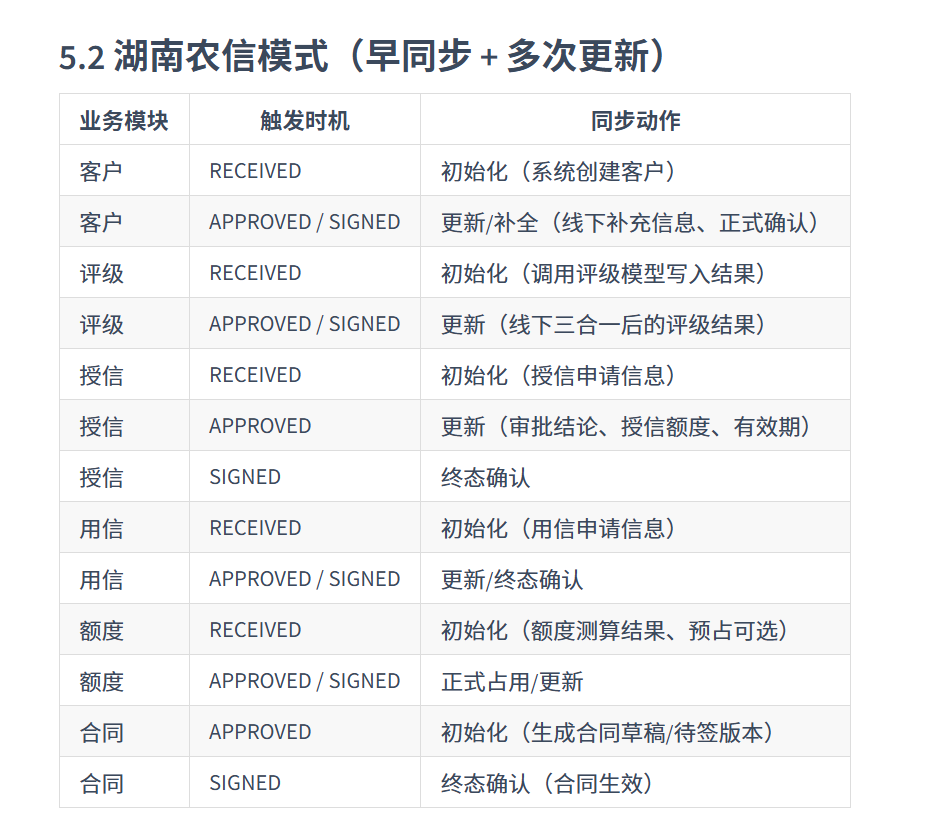 5.2 湖南农信模式（早同步 + 多次更新）
业务模块 触发时机 同步动作
客户 RECEIVED 初始化（系统创建客户）
客户 APPROVED / SIGNED 更新/补全（线下补充信息、正式确认）
评级 RECEIVED 初始化（调用评级模型写入结果）
评级 APPROVED / SIGNED 更新（线下三合一后的评级结果）
授信 RECEIVED 初始化（授信申请信息）
授信 APPROVED 更新（审批结论、授信额度、有效期）
授信 SIGNED 终态确认
用信 RECEIVED 初始化（用信申请信息）
用信 APPROVED / SIGNED 更新/终态确认
额度 RECEIVED 初始化（额度测算结果、预占可选）
额度 APPROVED / SIGNED 正式占用/更新
合同 APPROVED 初始化（生成合同草稿/待签版本）
合同 SIGNED 终态确认（合同生效）